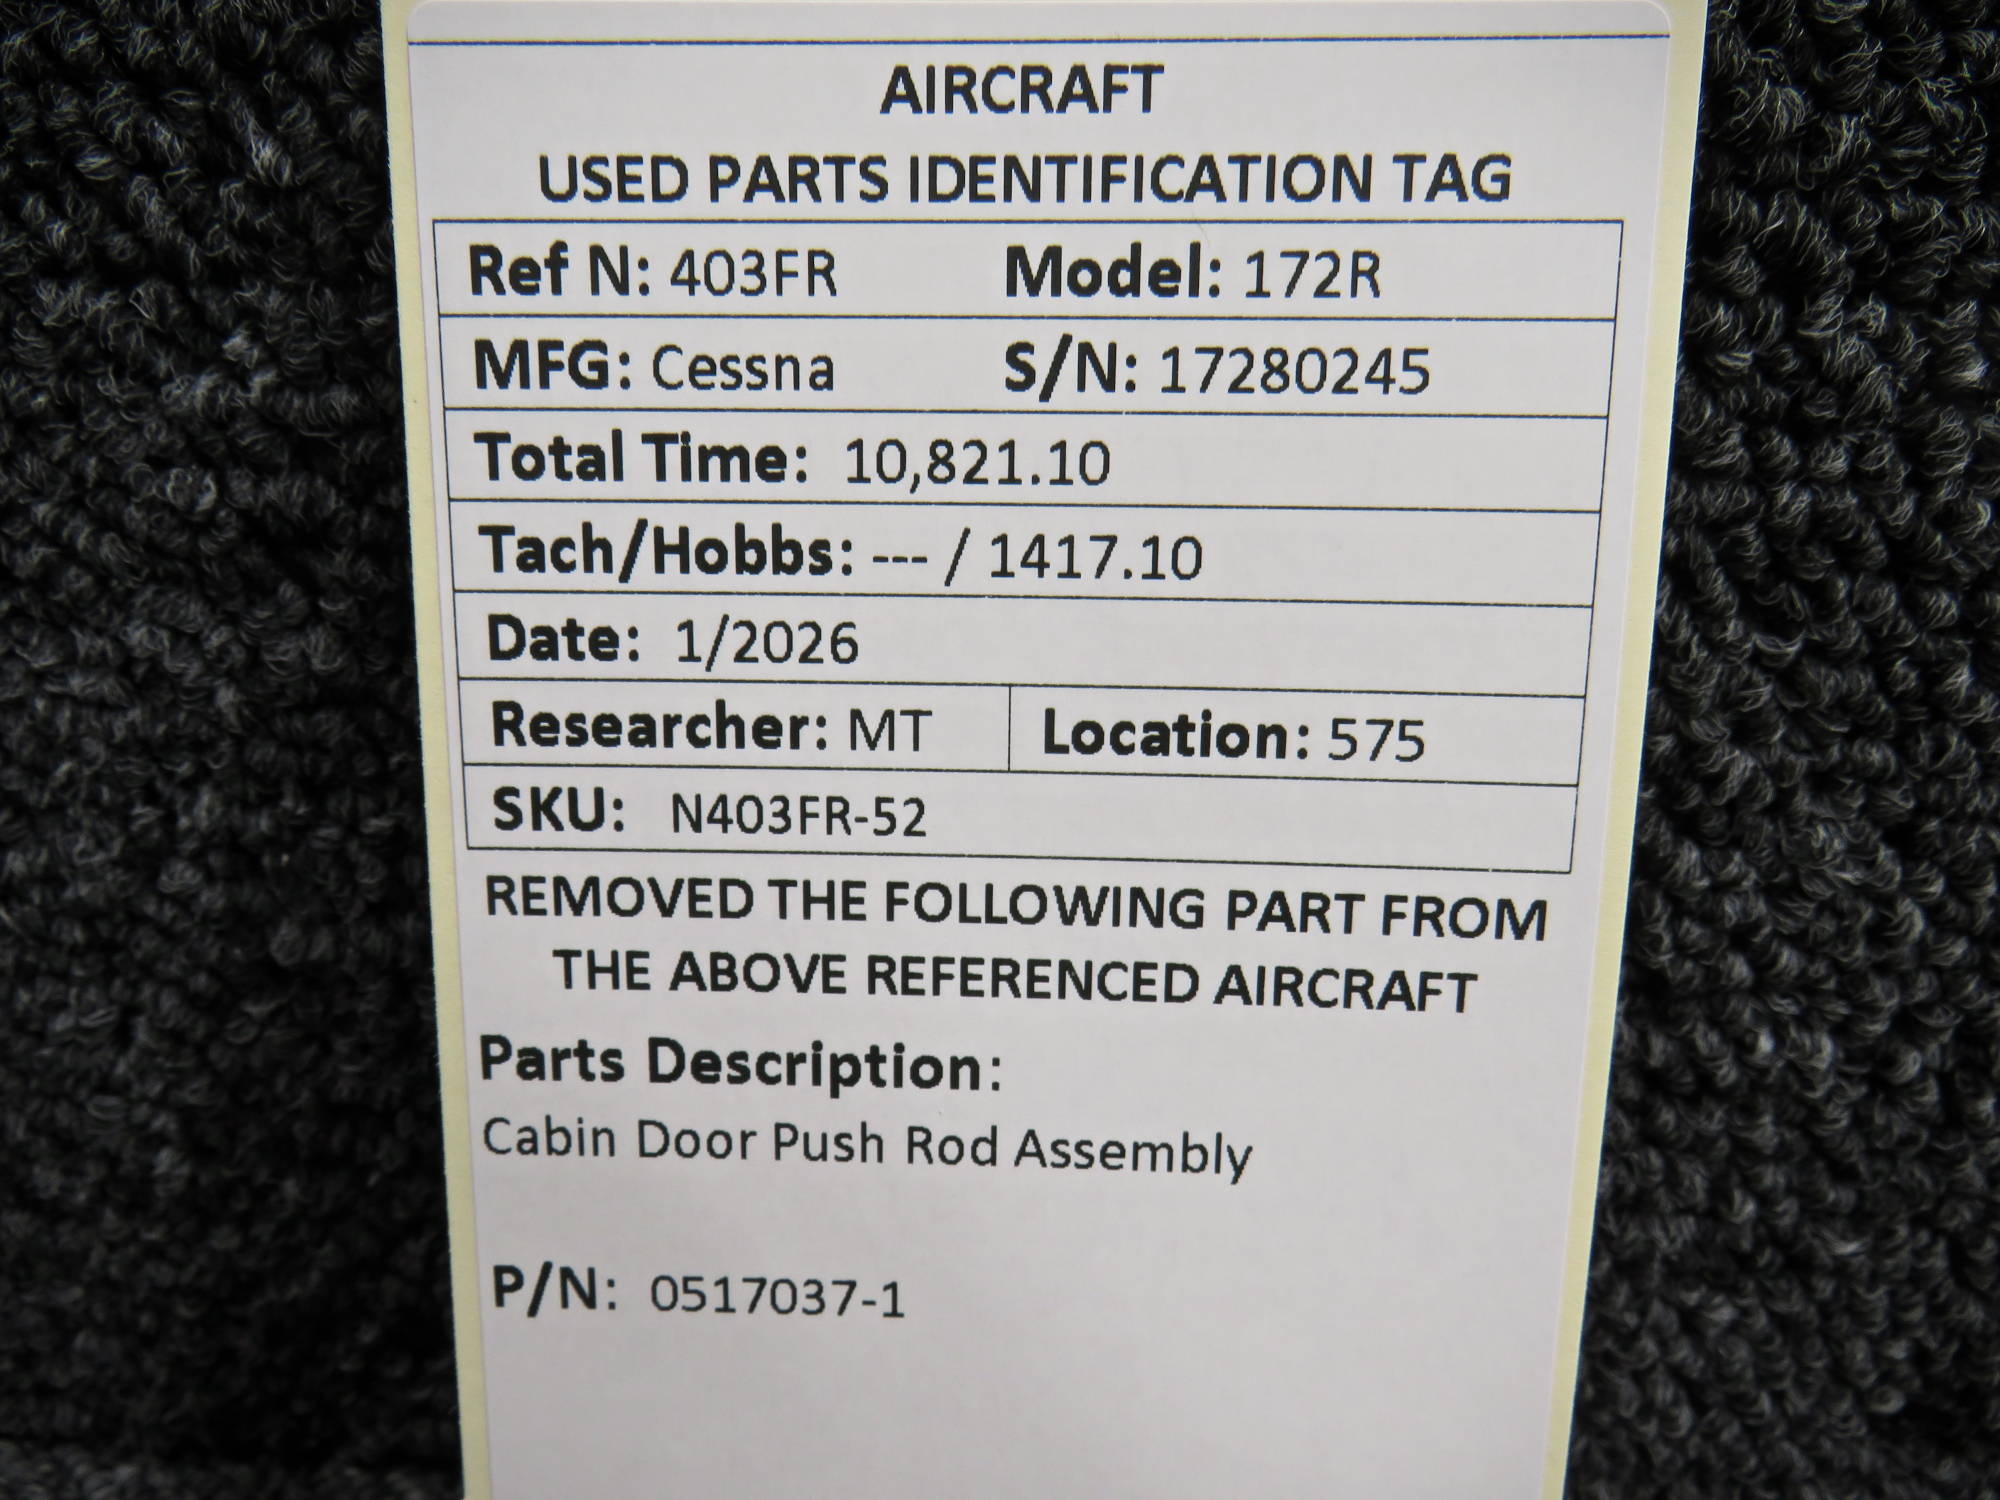 AIRCRAFT
USED PARTS IDENTIFICATION TAG
Ref N: 403FR Model: 172R
MFG: Cessna S/N: 17280245
Total Time: 10,821.10
Tach/Hobbs: --- / 1417.10
Date: 1/2026
Researcher: MT Location: 575
SKU: N403FR-52
REMOVED THE FOLLOWING PART FROM
THE ABOVE REFERENCED AIRCRAFT
Parts Description:
Cabin Door Push Rod Assembly
P/N: 0517037-1